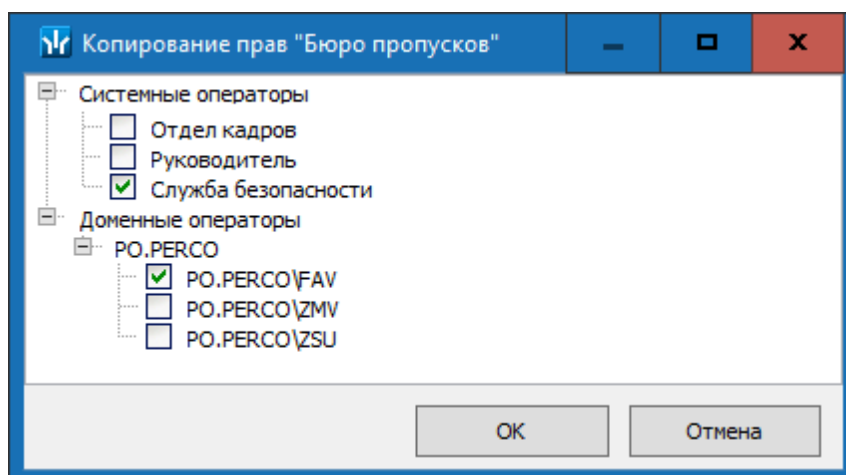 Копирование прав "Бюро пропусков"
Системные операторы
Отдел кадров
Руководитель
Служба безопасности
Доменные операторы
PO.PERCO
PO.PERCO\FAV
PO.PERCO\ZMV
PO.PERCO\ZSU
OK
Отмена